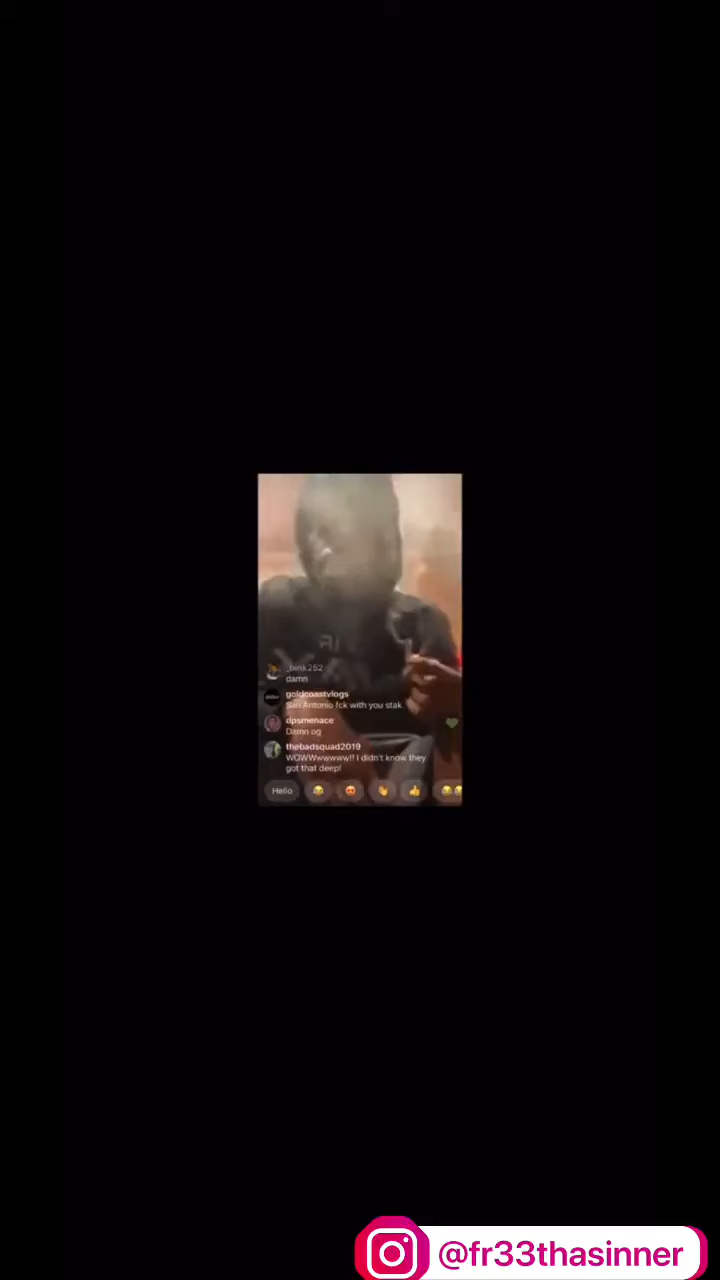 _oink252
damn
goldcoastvlogs
San Antonio fck with you stak
dpsmenace
Damn og
thebadsquad2019
WOWWwwwww!! I didn't know they
got that deep!
Hello
@fr33thasinner